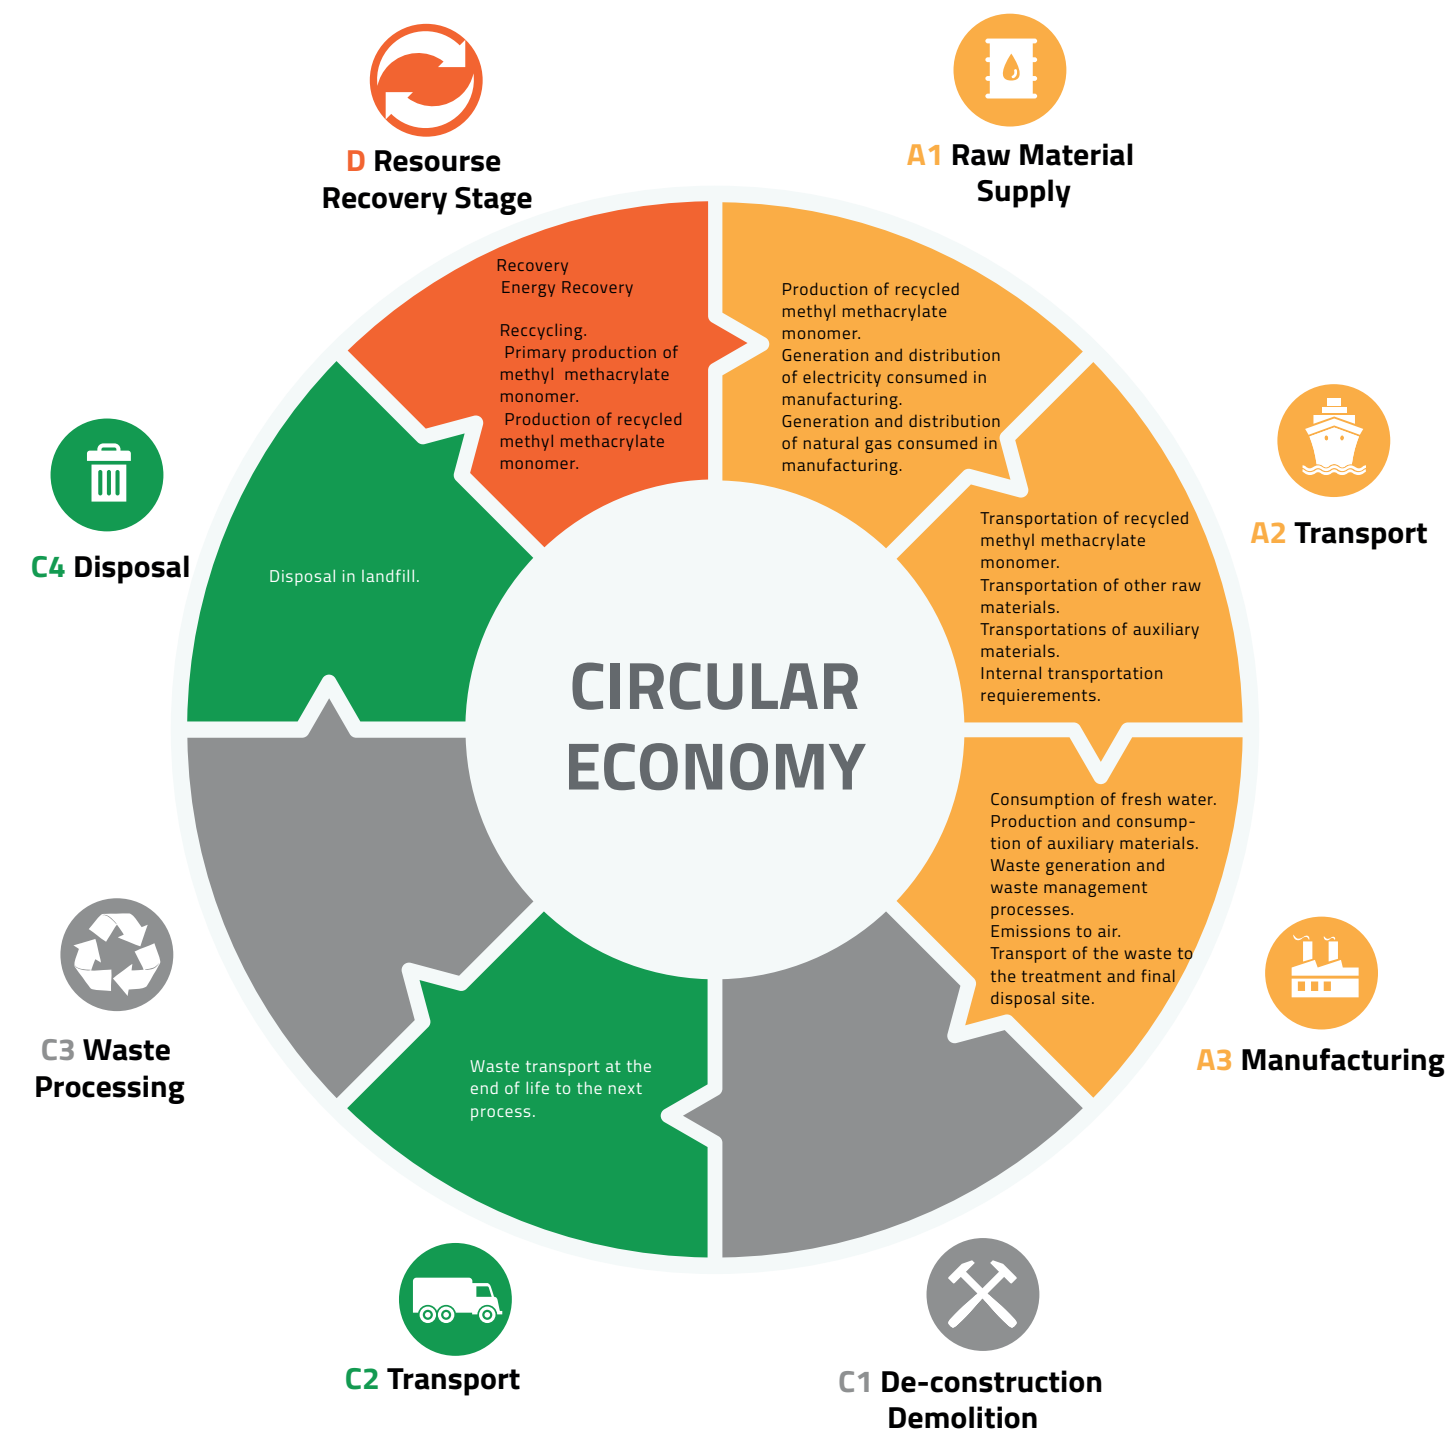 D Resourse
Recovery Stage
A1 Raw Material
Supply
Recovery
Energy Recovery
Reccycling.
Primary production of
methyl methacrylate
monomer.
Production of recycled
methyl methacrylate
monomer.
Production of recycled
methyl methacrylate
monomer.
Generation and distribution
of electricity consumed in
manufacturing.
Generation and distribution
of natural gas consumed in
manufacturing.
A2 Transport
Transportation of recycled
methyl methacrylate
monomer.
Transportation of other raw
materials.
Transportations of auxiliary
materials.
Internal transportation
requierements.
C4 Disposal
Disposal in landfill.
CIRCULAR
ECONOMY
Consumption of fresh water.
Production and consump-
tion of auxiliary materials.
Waste generation and
waste management
processes.
Emissions to air.
Transport of the waste to
the treatment and final
disposal site.
A3 Manufacturing
C3 Waste
Processing
Waste transport at the
end of life to the next
process.
C2 Transport
C1 De-construction
Demolition